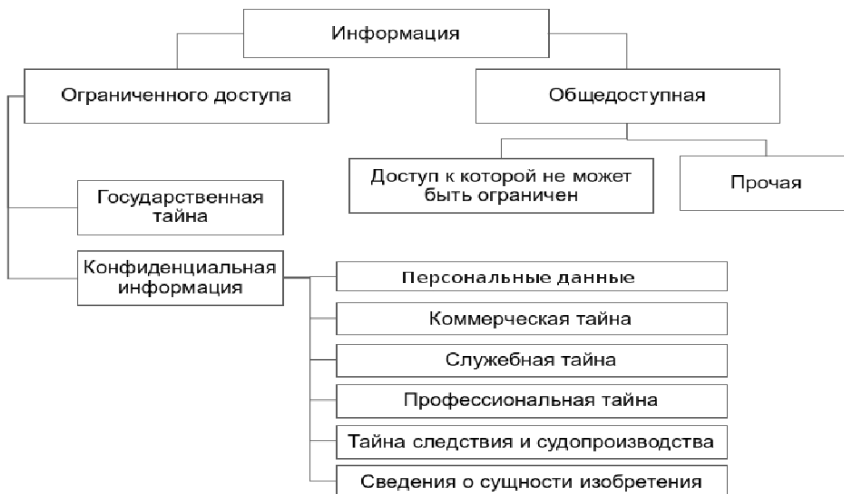 Информация
Ограниченного доступа
Общедоступная
Доступ к которой не может
быть ограничен
Прочая
Государственная
тайна
Конфиденциальная
информация
Персональные данные
Коммерческая тайна
Служебная тайна
Профессиональная тайна
Тайна следствия и судопроизводства
Сведения о сущности изобретения